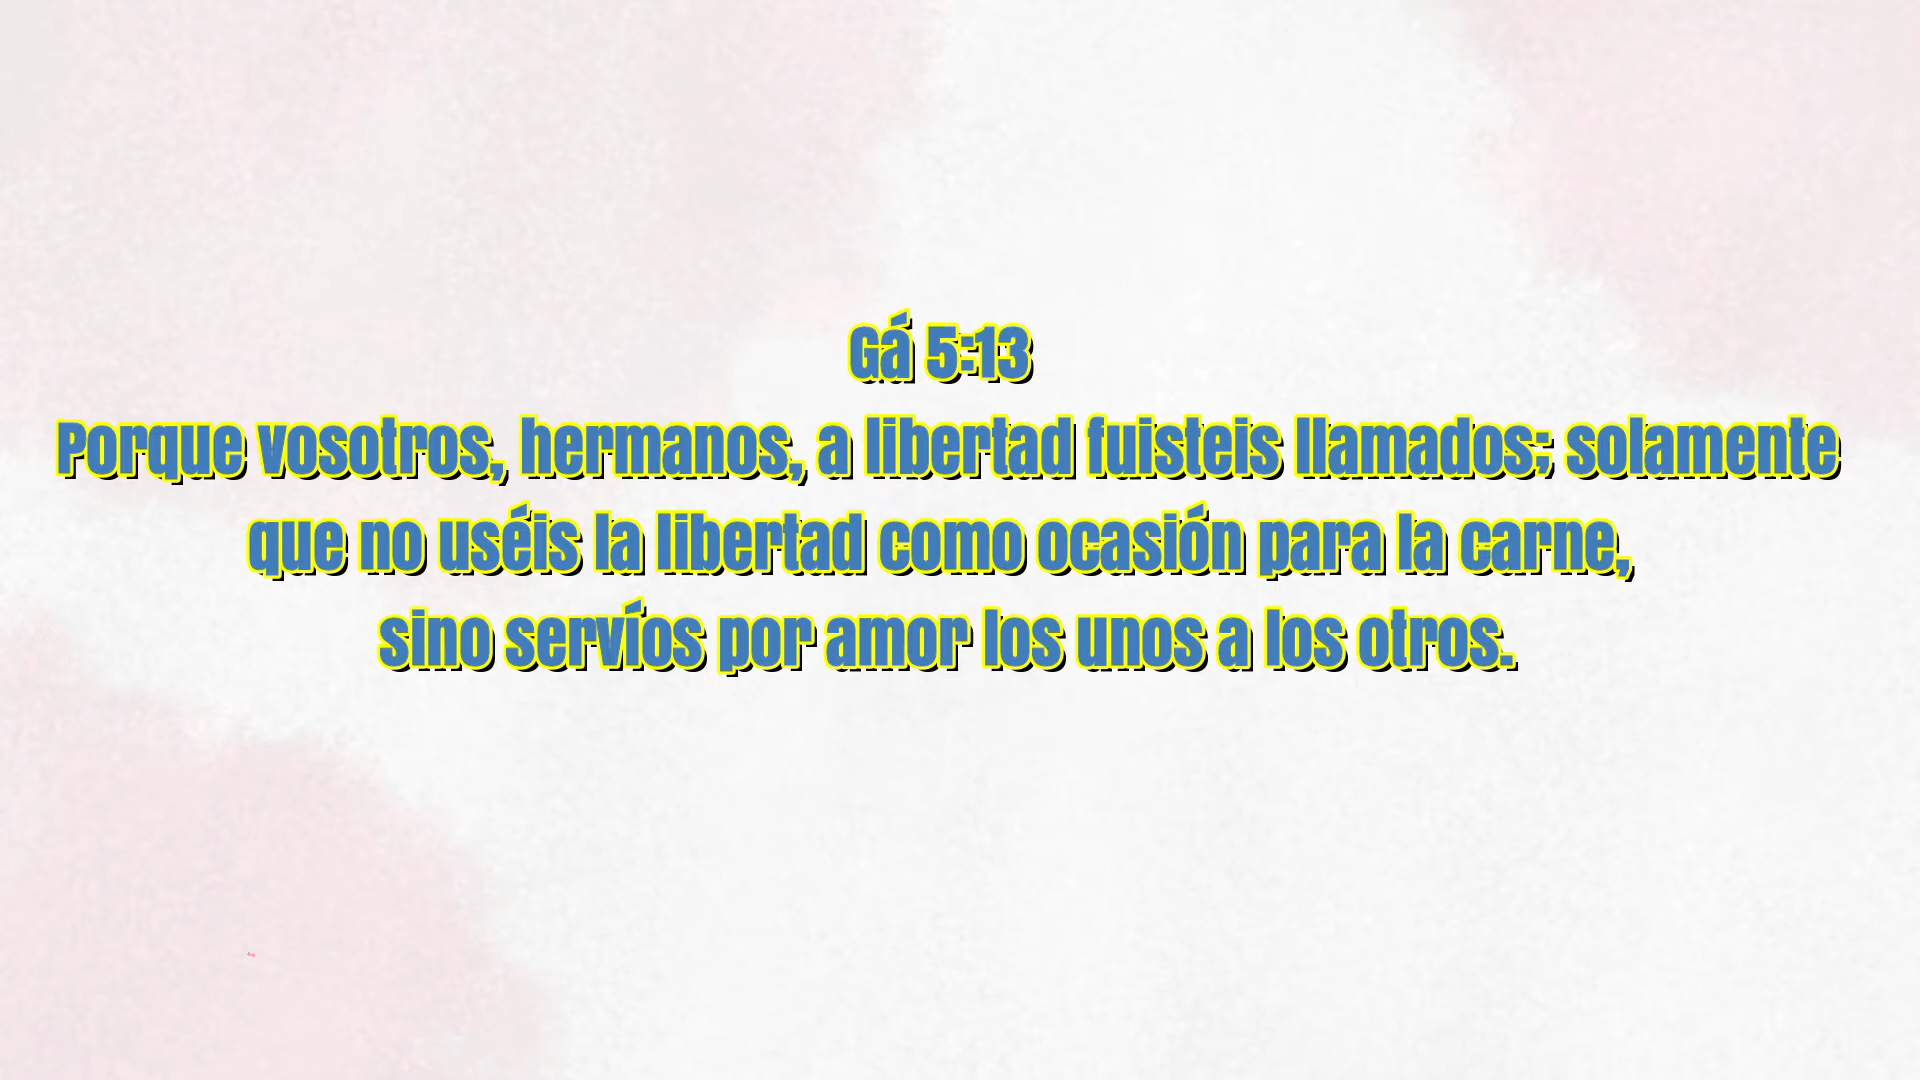 Gá 5:13
Porque vosotros, hermanos, a libertad fuisteis llamados; solamente
que no uséis la libertad como ocasión para la carne,
sino servíos por amor los unos a los otros.